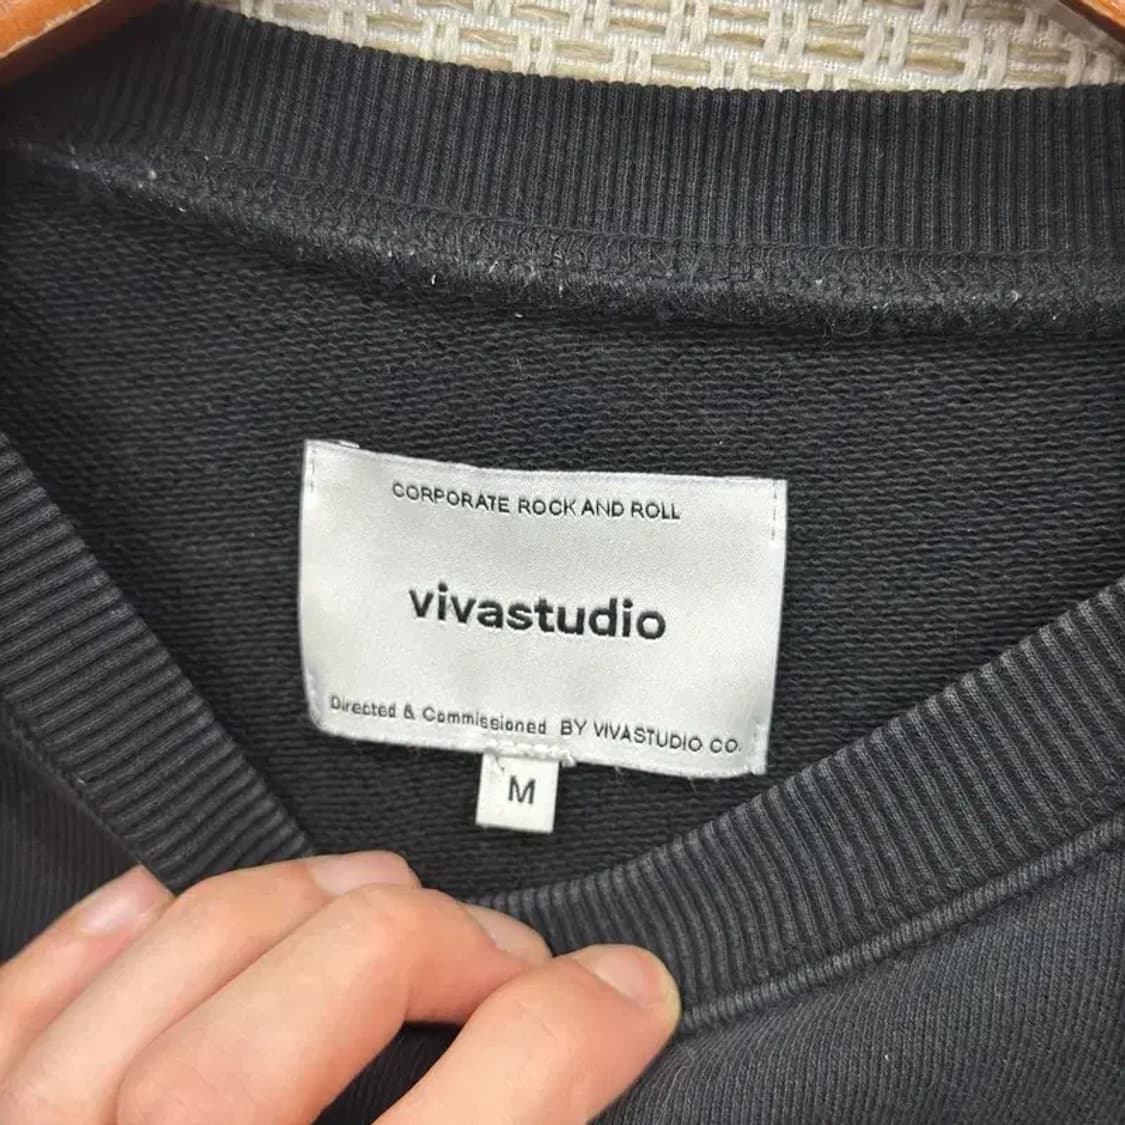 CORPORATE ROCK AND ROLL
vivastudio
Directed & Commissioned BY VIVASTUDIO CO.
M